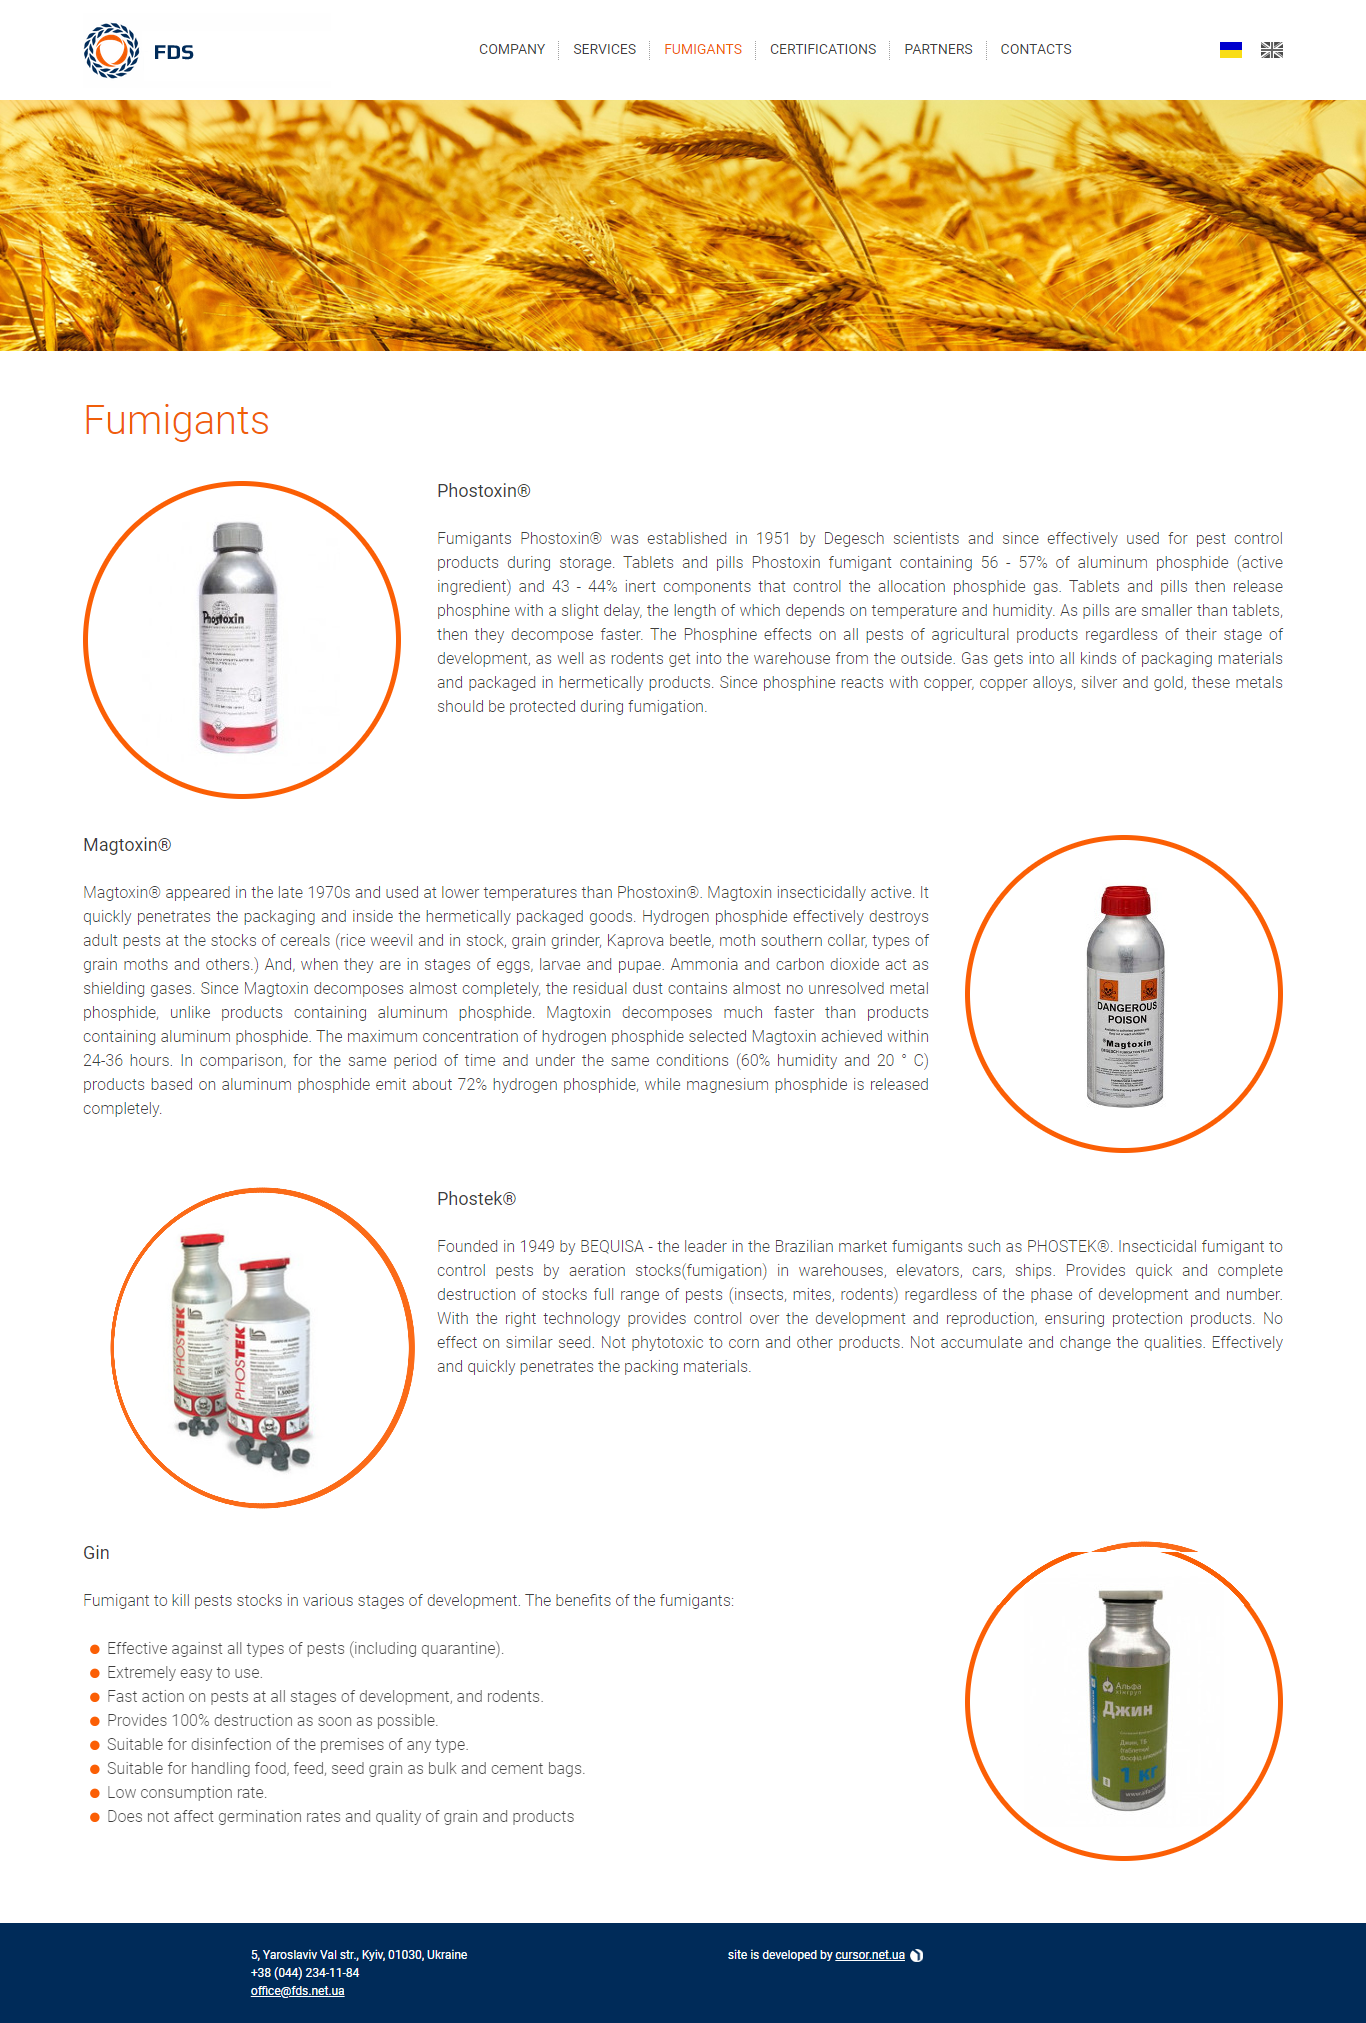 FDS
COMPANY
SERVICES
FUMIGANTS
CERTIFICATIONS
PARTNERS
CONTACTS
Fumigants
Phostoxin®
Fumigants Phostoxin® was established in 1951 by Degesch scientists and since effectively used for pest control
products during storage. Tablets and pills Phostoxin fumigant containing 56 - 57% of aluminum phosphide (active
ingredient) and 43 - 44% inert components that control the allocation phosphide gas. Tablets and pills then release
phosphine with a slight delay, the length of which depends on temperature and humidity. As pills are smaller than tablets,
then they decompose faster. The Phosphine effects on all pests of agricultural products regardless of their stage of
development, as well as rodents get into the warehouse from the outside. Gas gets into all kinds of packaging materials
and packaged in hermetically products. Since phosphine reacts with copper, copper alloys, silver and gold, these metals
should be protected during fumigation.
Phostoxin
Magtoxin®
Magtoxin® appeared in the late 1970s and used at lower temperatures than Phostoxin®. Magtoxin insecticidally active. It
quickly penetrates the packaging and inside the hermetically packaged goods. Hydrogen phosphide effectively destroys
adult pests at the stocks of cereals (rice weevil and in stock, grain grinder, Kaprova beetle, moth southern collar, types of
grain moths and others.) And, when they are in stages of eggs, larvae and pupae. Ammonia and carbon dioxide act as
shielding gases. Since Magtoxin decomposes almost completely, the residual dust contains almost no unresolved metal
phosphide, unlike products containing aluminum phosphide. Magtoxin decomposes much faster than products
containing aluminum phosphide. The maximum concentration of hydrogen phosphide selected Magtoxin achieved within
24-36 hours. In comparison, for the same period of time and under the same conditions (60% humidity and 20 ° C)
products based on aluminum phosphide emit about 72% hydrogen phosphide, while magnesium phosphide is released
completely.
DANGEROUS
POISON
®Magtoxin
Phostek®
Founded in 1949 by BEQUISA - the leader in the Brazilian market fumigants such as PHOSTEK®. Insecticidal fumigant to
control pests by aeration stocks(fumigation) in warehouses, elevators, cars, ships. Provides quick and complete
destruction of stocks full range of pests (insects, mites, rodents) regardless of the phase of development and number.
With the right technology provides control over the development and reproduction, ensuring protection products. No
effect on similar seed. Not phytotoxic to corn and other products. Not accumulate and change the qualities. Effectively
and quickly penetrates the packing materials.
PHOSTEK
PHOSTEK
Gin
Fumigant to kill pests stocks in various stages of development. The benefits of the fumigants:
Effective against all types of pests (including quarantine).
Extremely easy to use.
Fast action on pests at all stages of development, and rodents.
Provides 100% destruction as soon as possible.
Suitable for disinfection of the premises of any type.
Suitable for handling food, feed, seed grain as bulk and cement bags.
Low consumption rate.
Does not affect germination rates and quality of grain and products
Альфа
Джин
1 кг
5, Yaroslaviv Val str., Kyiv, 01030, Ukraine
+38 (044) 234-11-84
office@fds.net.ua
site is developed by cursor.net.ua